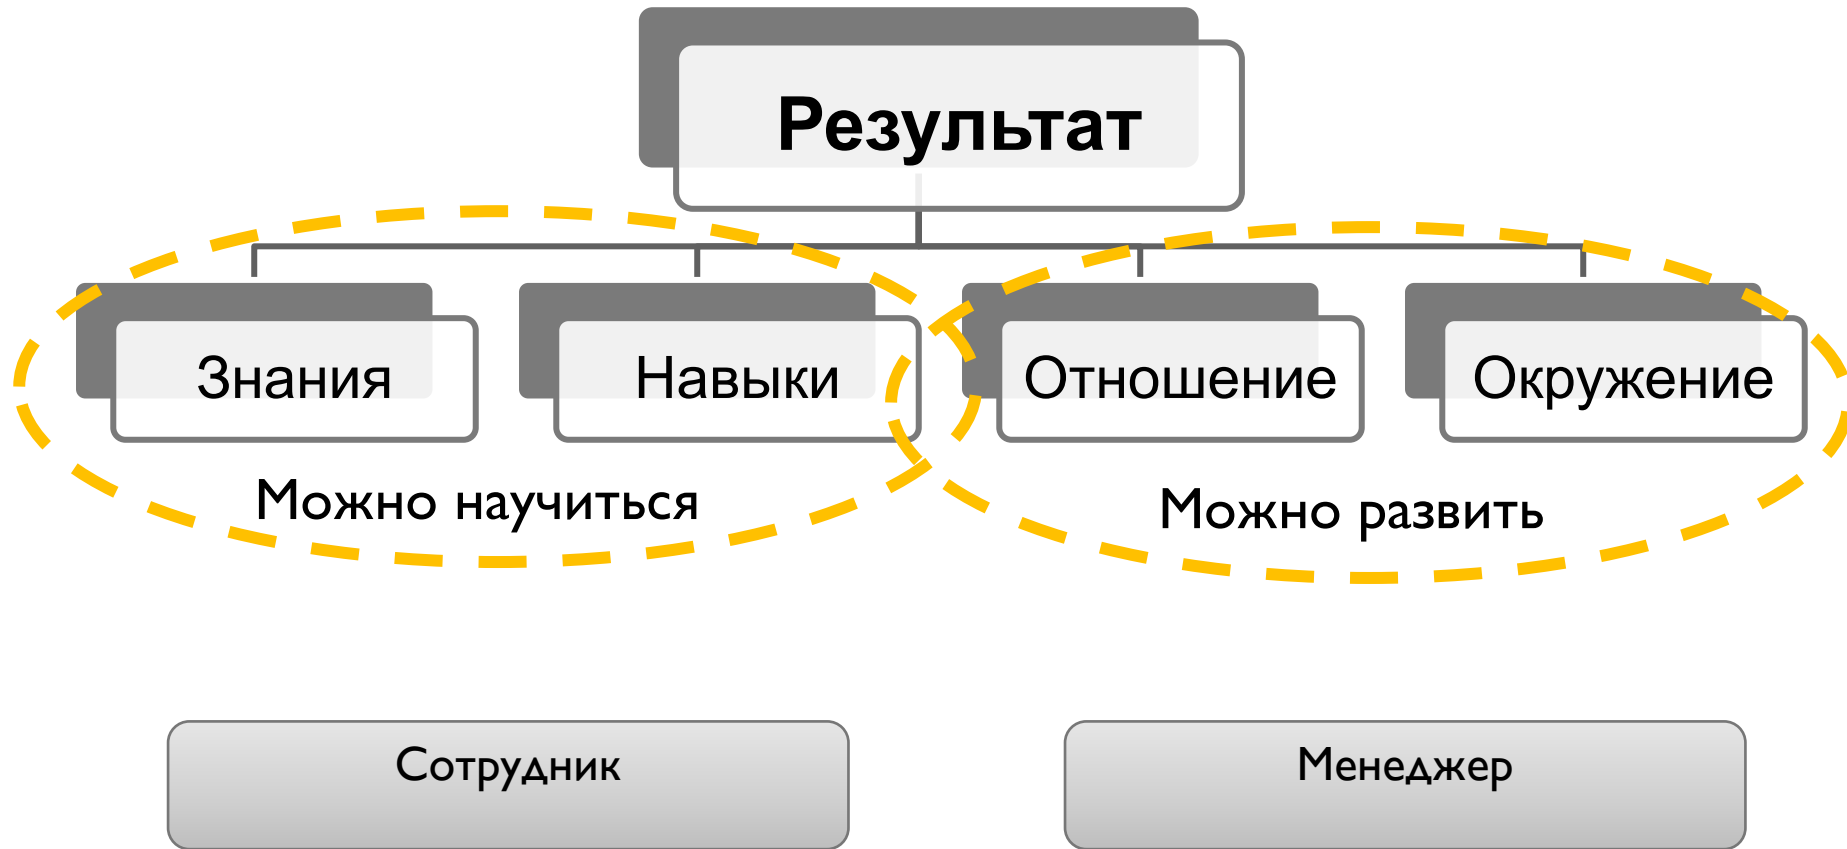 Результат
Знания
Навыки
Отношение
Окружение
Можно научиться
Можно развить
Сотрудник
Менеджер